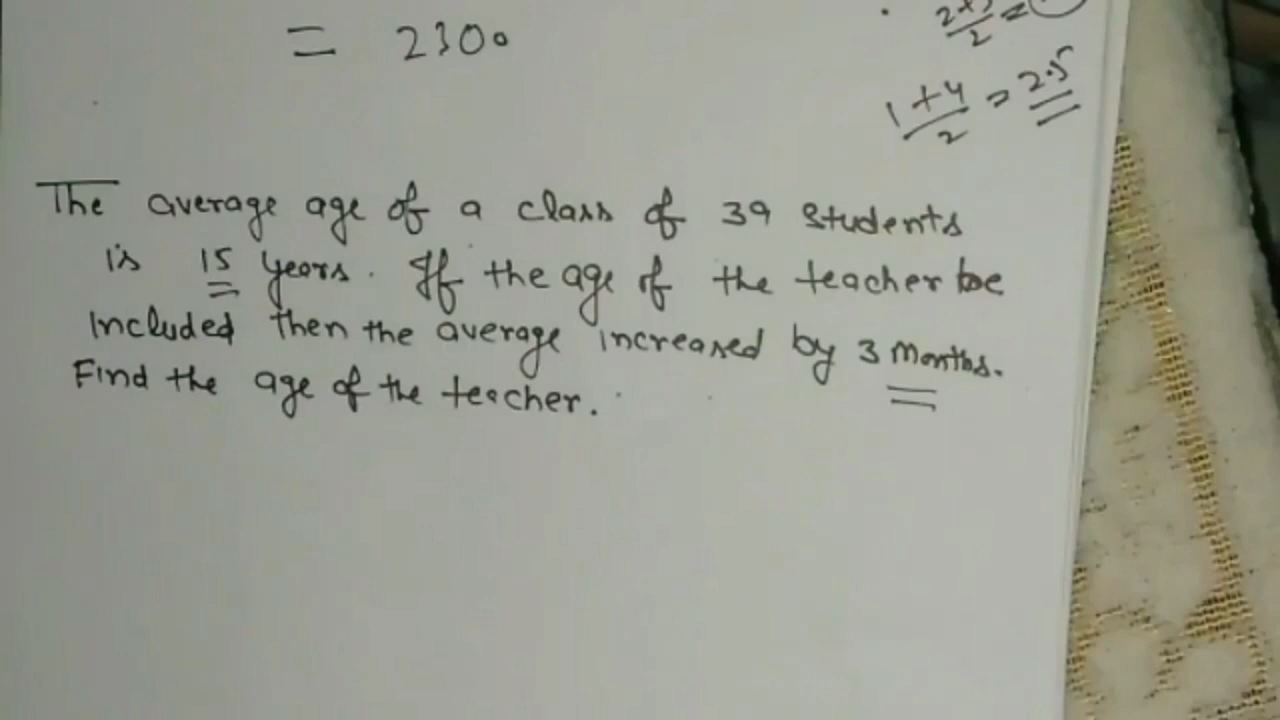 = 2300
2
1+4/2 = 2.5
The average age of a class of 39 students
is 15 years. If the age of the teacher be
included then the average increased by 3 months.
Find the age of the teacher.